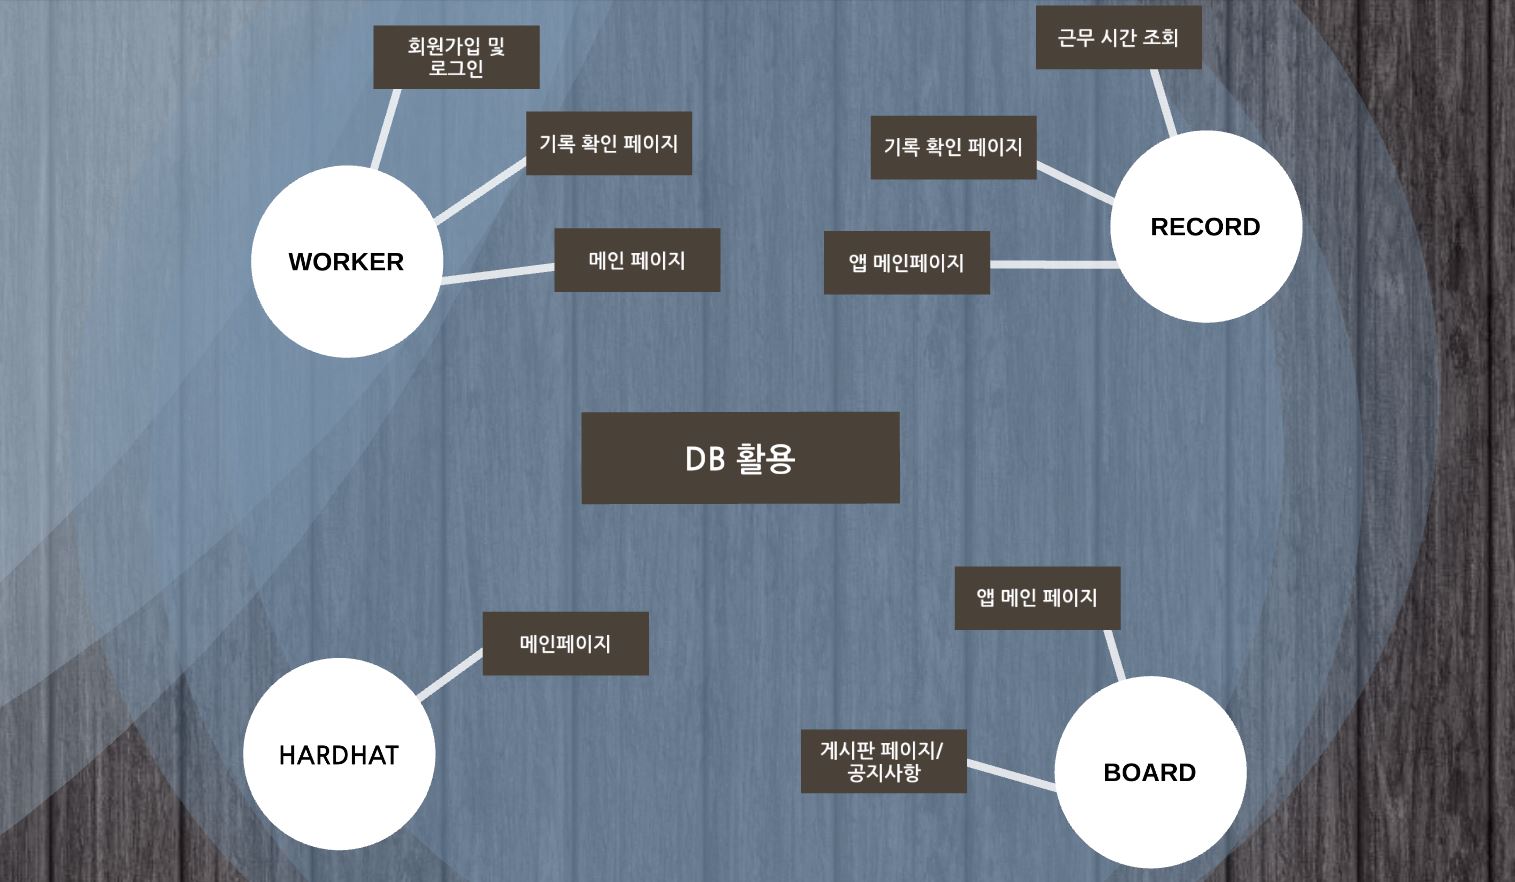 회원가입 및
로그인
기록 확인 페이지
메인 페이지
WORKER
근무 시간 조회
기록 확인 페이지
앱 메인페이지
RECORD
DB 활용
메인페이지
HARDHAT
앱 메인 페이지
게시판 페이지/
공지사항
BOARD